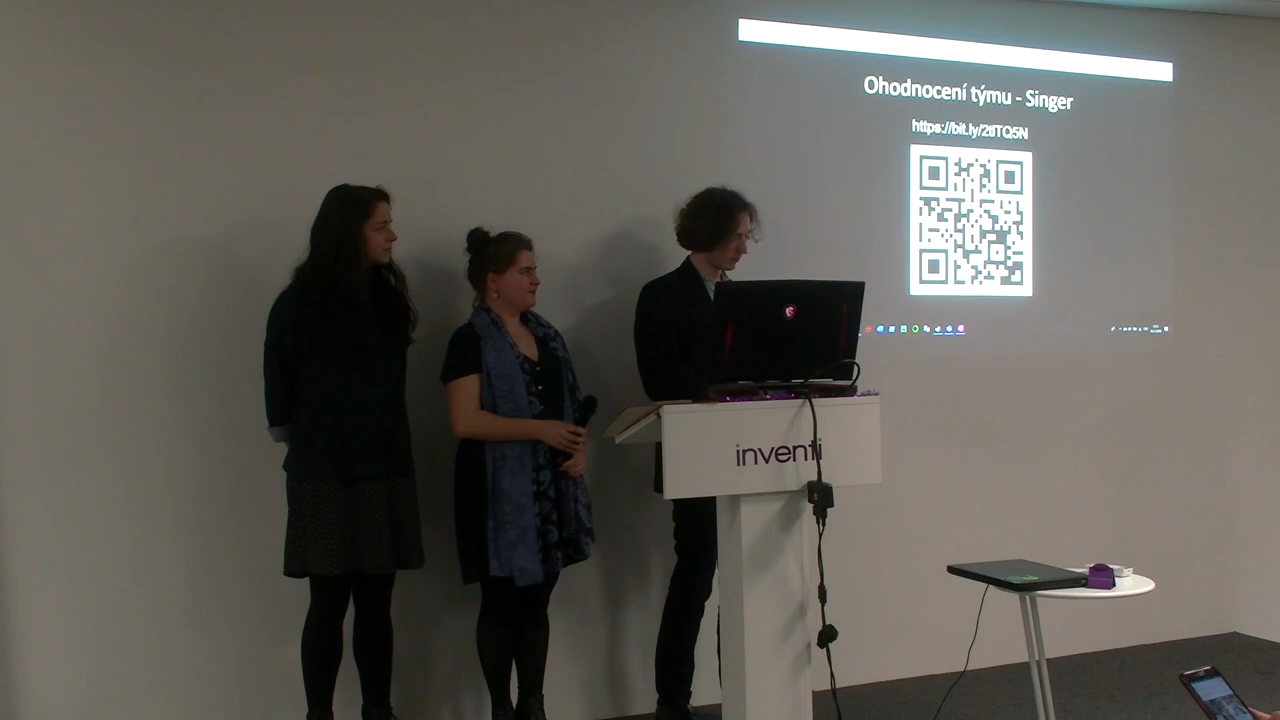 Ohodnocení týmu - Singer
https://bit.ly/2tlTQ5N
inventi